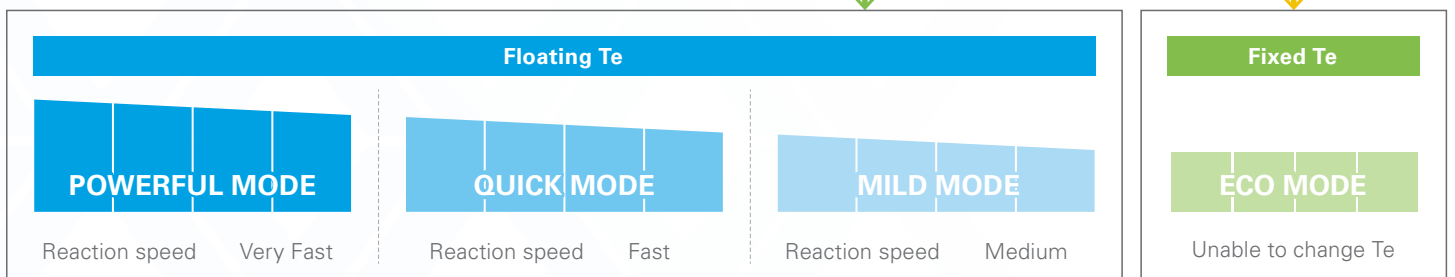 Floating Te
Fixed Te
POWERFUL MODE
QUICK MODE
MILD MODE
ECO MODE
Reaction speed Very Fast
Reaction speed Fast
Reaction speed Medium
Unable to change Te